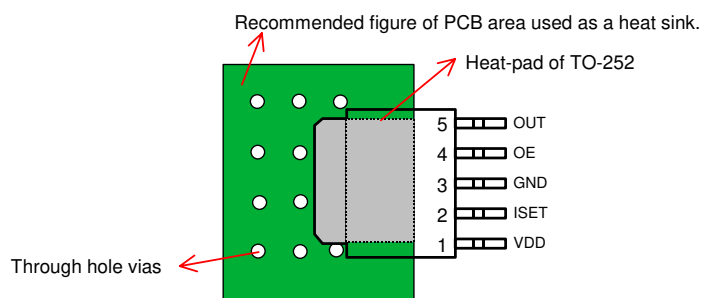 Recommended figure of PCB area used as a heat sink.
Heat-pad of TO-252
5 OUT
4 OE
3 GND
2 ISET
1 VDD
Through hole vias